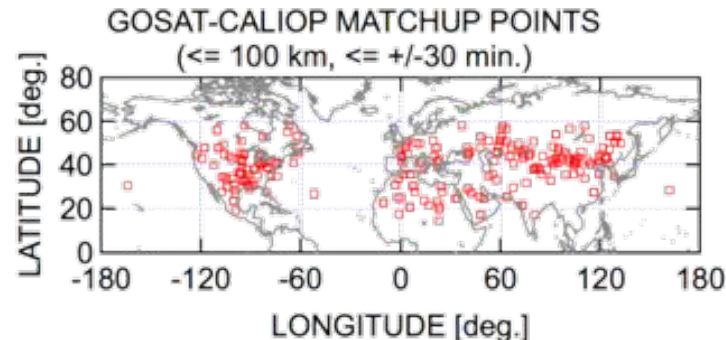 GOSAT-CALIOP MATCHUP POINTS
(<= 100 km, <= +/-30 min.)
LATITUDE [deg.]
80
60
40
20
0
-180 -120 -60 0 60 120 180
LONGITUDE [deg.]